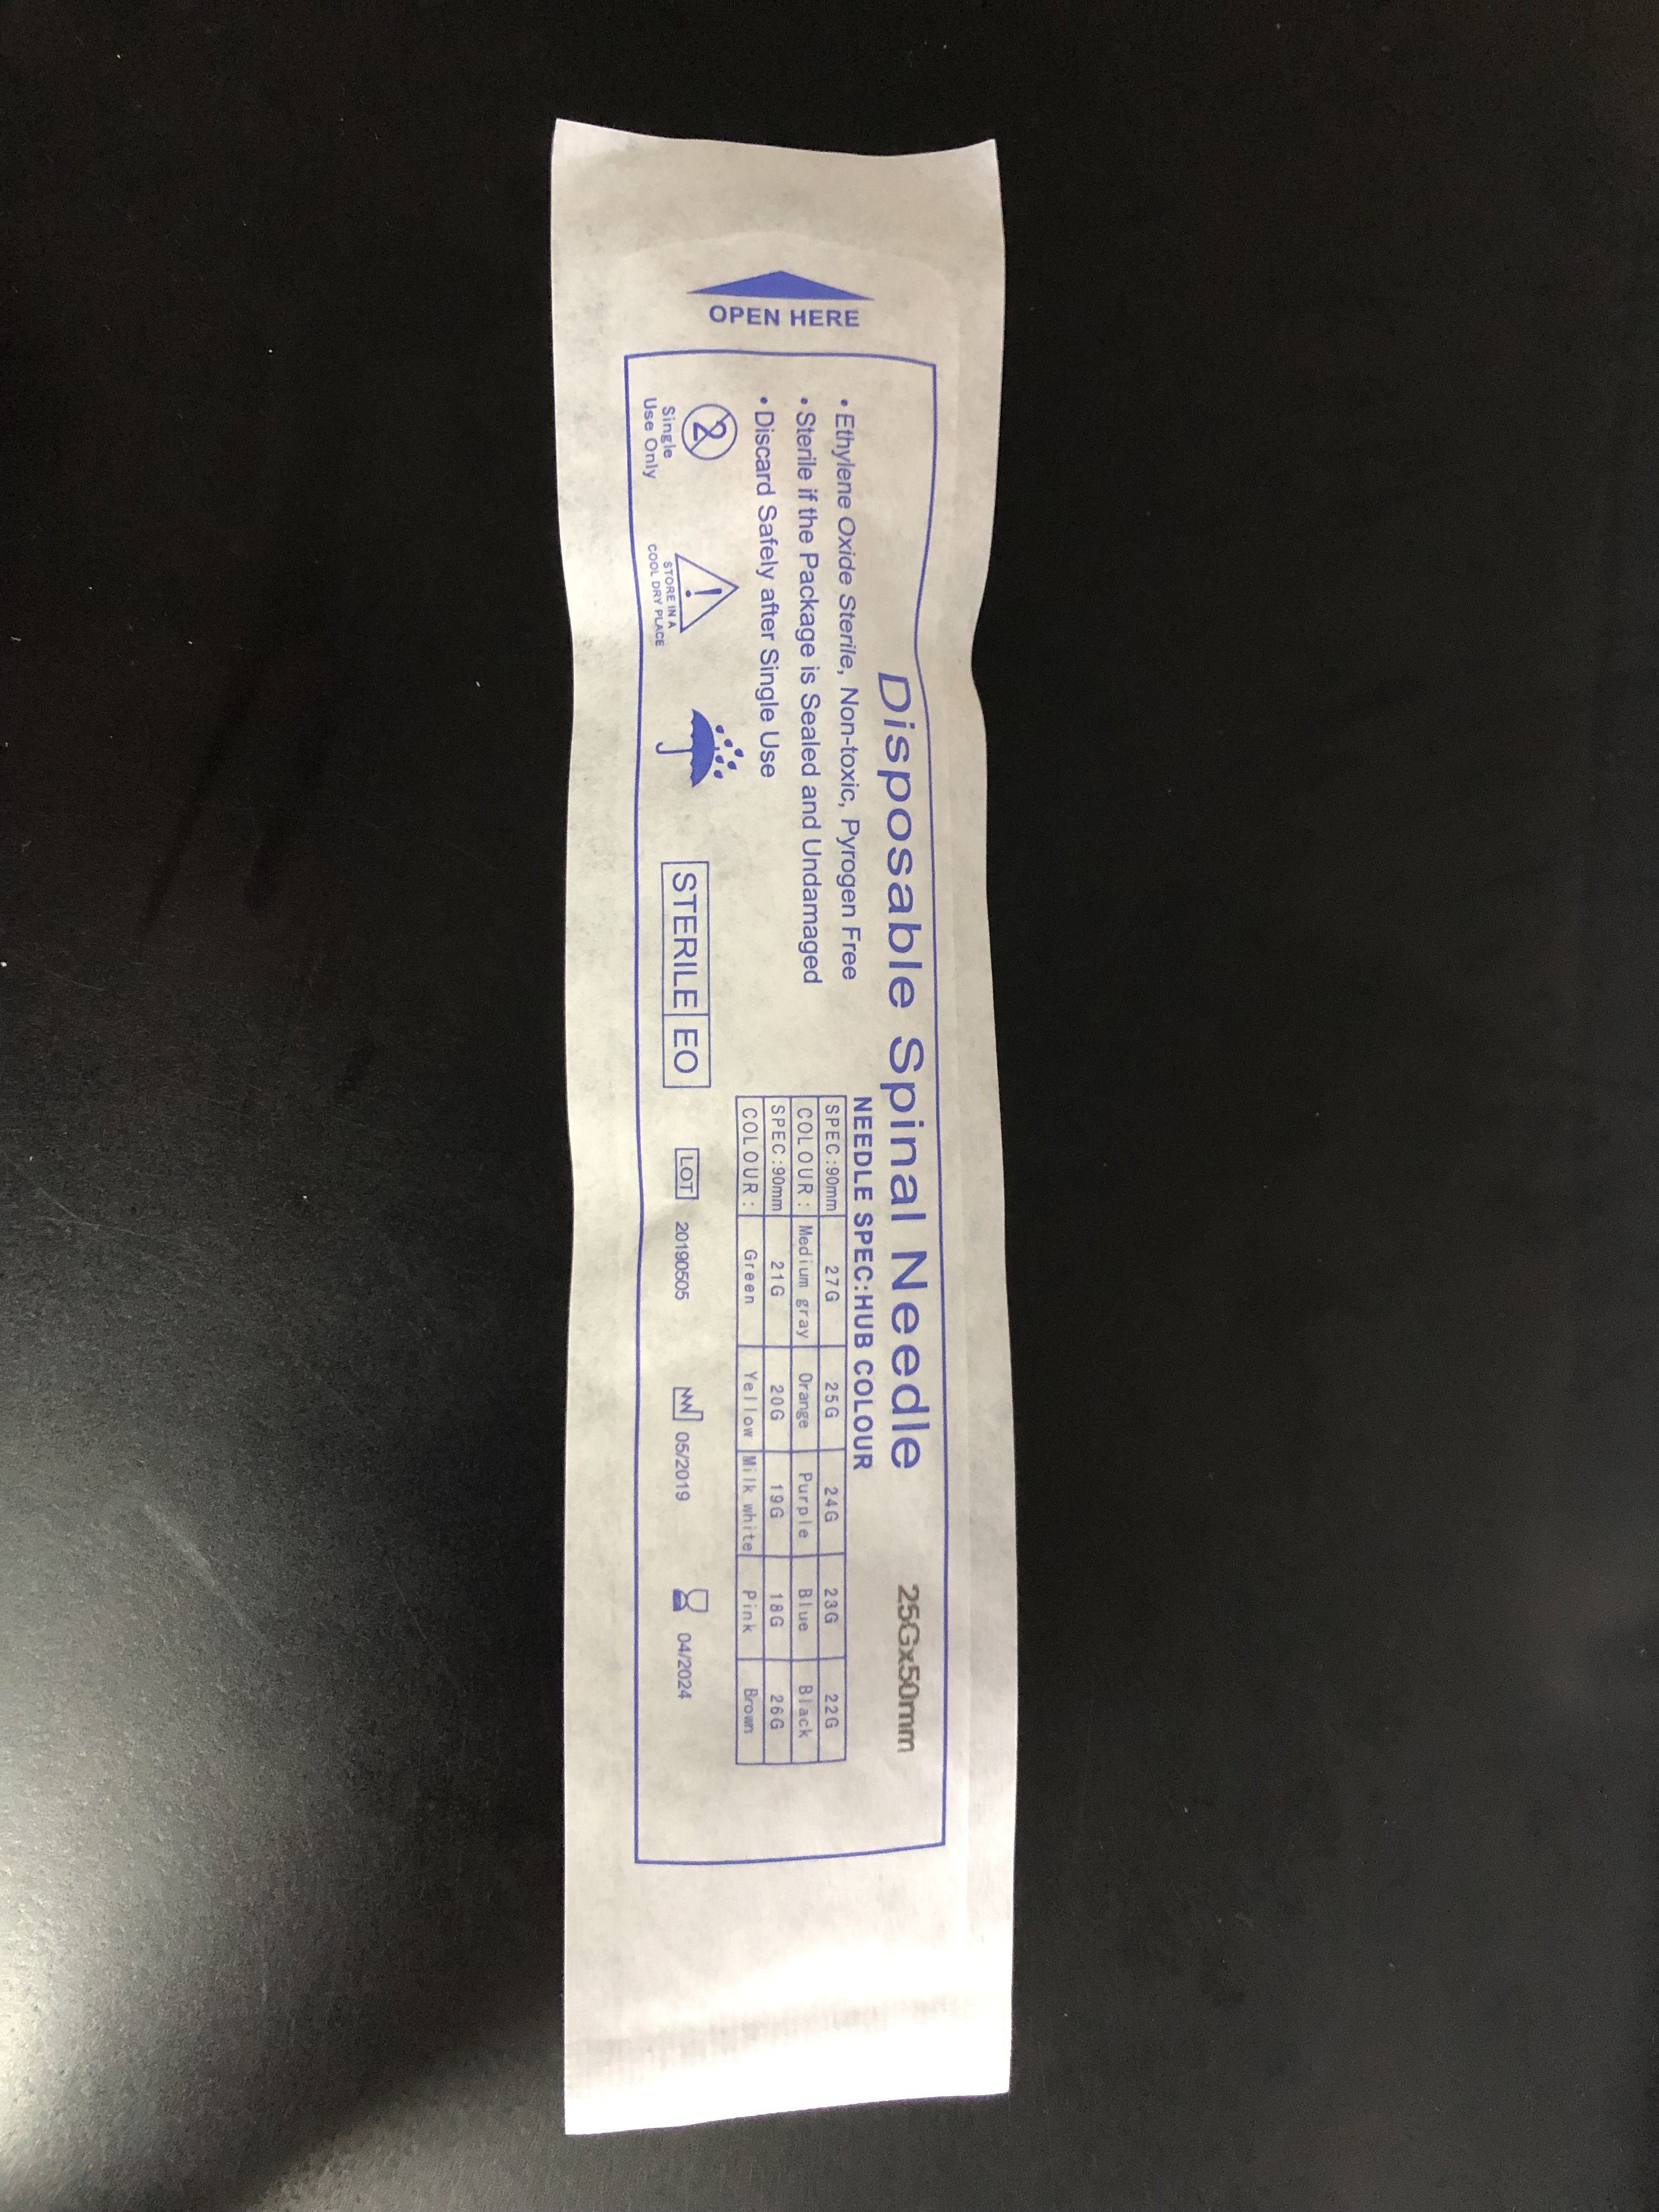 OPEN HERE
Disposable Spinal Needle 25Gx50mm
• Ethylene Oxide Sterile, Non-toxic, Pyrogen Free
• Sterile if the Package is Sealed and Undamaged
• Discard Safely after Single Use
NEEDLE SPEC:HUB COLOUR
SPEC:90mm 27G 25G 24G 23G 22G
COLOUR: Medium gray Orange Purple Blue Black
SPEC:90mm 21G 20G 19G 18G 26G
COLOUR: Green Yellow Milk white Pink Brown
2
Single
Use Only
!
STORE IN A
COOL DRY PLACE
STERILE EO
LOT 20190505
05/2019
04/2024